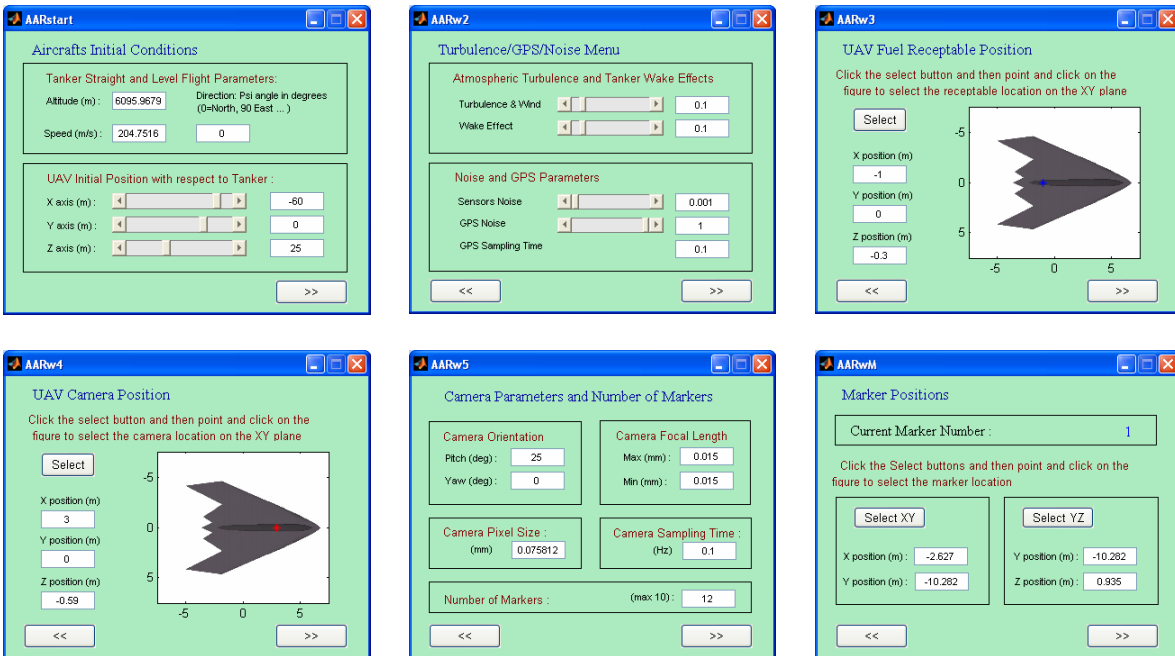 AARstart
Aircrafts Initial Conditions
Tanker Straight and Level Flight Parameters:
Altitude (m) : 6095.9679 Direction: Psi angle in degrees
(0=North, 90 East ... )
Speed (m/s) : 204.7516 0
UAV Initial Position with respect to Tanker :
X axis (m) : -60
Y axis (m) : 0
Z axis (m) : 25
>>
AARw2
Turbulence/GPS/Noise Menu
Atmospheric Turbulence and Tanker Wake Effects
Turbulence & Wind 0.1
Wake Effect 0.1
Noise and GPS Parameters
Sensors Noise 0.001
GPS Noise 1
GPS Sampling Time 0.1
<< >>
AARw3
UAV Fuel Receptable Position
Click the select button and then point and click on the
figure to select the receptable location on the XY plane
Select
X position (m)
-1
Y position (m)
0
Z position (m)
-0.3
-5
0
5
-5 0 5
<< >>
AARw4
UAV Camera Position
Click the select button and then point and click on the
figure to select the camera location on the XY plane
Select
X position (m)
3
Y position (m)
0
Z position (m)
-0.59
-5
0
5
-5 0 5
<< >>
AARw5
Camera Parameters and Number of Markers
Camera Orientation
Pitch (deg) : 25
Yaw (deg) : 0
Camera Focal Length
Max (mm) : 0.015
Min (mm) : 0.015
Camera Pixel Size :
(mm) 0.075812
Camera Sampling Time :
(Hz) 0.1
Number of Markers : (max 10) : 12
<< >>
AARwM
Marker Positions
Current Marker Number : 1
Click the Select buttons and then point and click on the
figure to select the marker location
Select XY
X position (m) : -2.627
Y position (m) : -10.282
Select YZ
Y position (m) : -10.282
Z position (m) : 0.935
<< >>